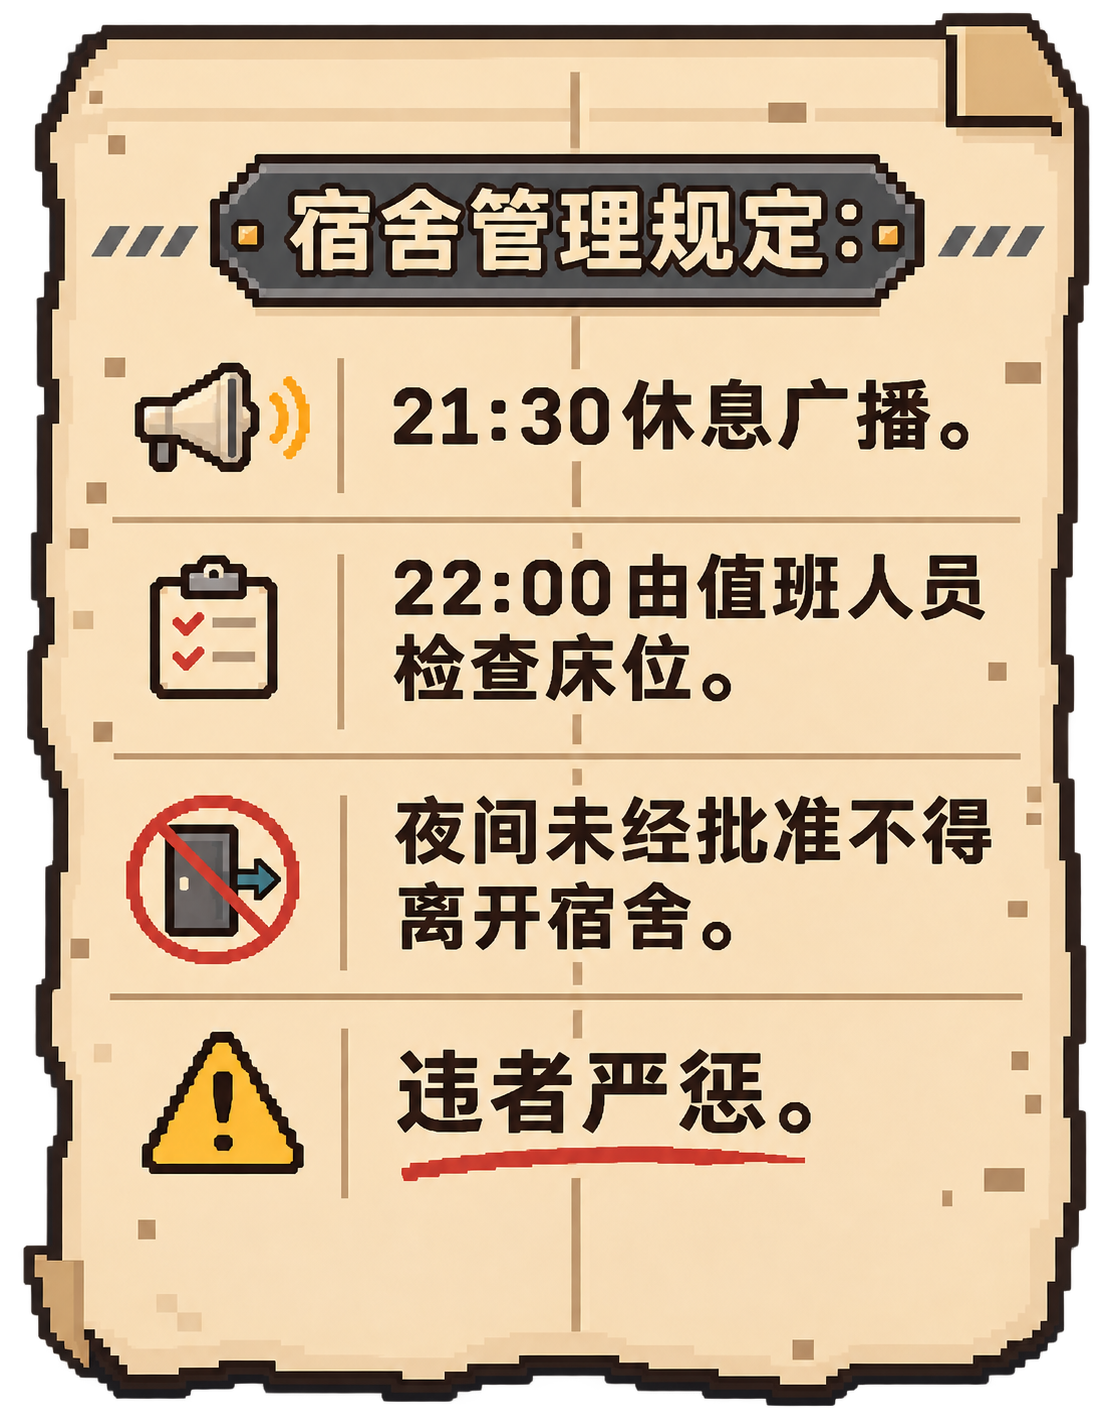 宿舍管理规定：
21:30休息广播。
22:00由值班人员
检查床位。
夜间未经批准不得
离开宿舍。
违者严惩。